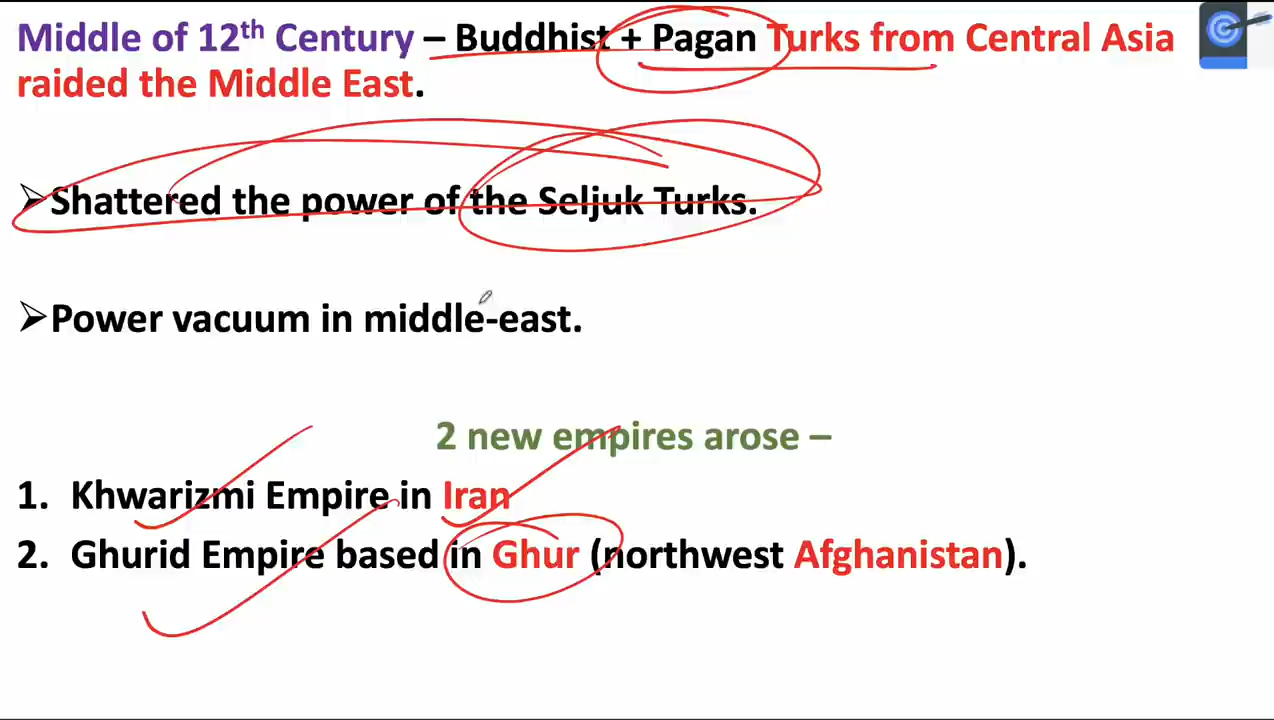 Middle of 12th Century – Buddhist + Pagan Turks from Central Asia
raided the Middle East.
➢Shattered the power of the Seljuk Turks.
➢Power vacuum in middle-east.
2 new empires arose –
1. Khwarizmi Empire in Iran
2. Ghurid Empire based in Ghur (northwest Afghanistan).